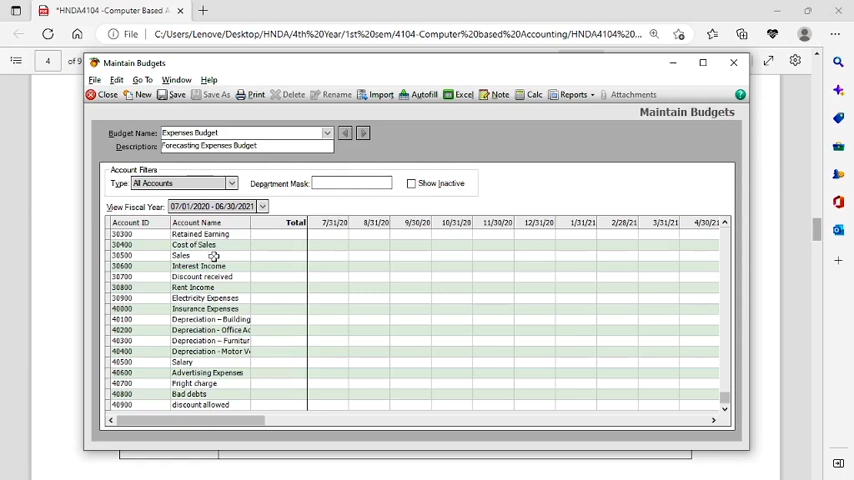 *HNDA4104 -Computer Based A
File
C:/Users/Lenove/Desktop/HNDA/4th%20Year/1st%20sem/4104-Computer%20based%20Accounting/HNDA4104%20...
4
of 9
Maintain Budgets
File Edit Go To Window Help
Close New Save Save As Print Delete Rename Import Autofill Excel Note Calc Reports Attachments
Maintain Budgets
Budget Name: Expenses Budget
Description: Forecasting Expenses Budget
Account Filters
Type All Accounts Department Mask: Show Inactive
View Fiscal Year: 07/01/2020 - 06/30/2021
Account ID Account Name Total 7/31/20 8/31/20 9/30/20 10/31/20 11/30/20 12/31/20 1/31/21 2/28/21 3/31/21 4/30/21
30300 Retained Earning
30400 Cost of Sales
30500 Sales
30600 Interest Income
30700 Discount received
30800 Rent Income
30900 Electricity Expenses
40000 Insurance Expenses
40100 Depreciation – Building
40200 Depreciation - Office Ac
40300 Depreciation – Furnitur
40400 Depreciation - Motor V
40500 Salary
40600 Advertising Expenses
40700 Fright charge
40800 Bad debts
40900 discount allowed